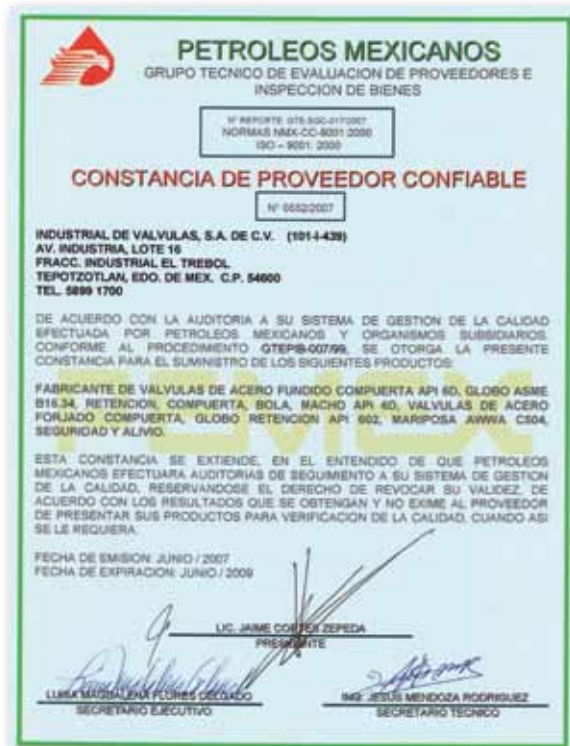 PETROLEOS MEXICANOS
GRUPO TECNICO DE EVALUACION DE PROVEEDORES E
INSPECCION DE BIENES
N° REPORTE: GTE-SGC-017/2007
NORMAS NMX-CC-9001:2000
ISO – 9001: 2000
CONSTANCIA DE PROVEEDOR CONFIABLE
N° 0552/2007
INDUSTRIAL DE VALVULAS, S.A. DE C.V. (101-I-439)
AV. INDUSTRIA, LOTE 16
FRACC. INDUSTRIAL EL TREBOL
TEPOTZOTLAN, EDO. DE MEX. C.P. 54600
TEL. 5899 1700
DE ACUERDO CON LA AUDITORIA A SU SISTEMA DE GESTION DE LA CALIDAD
EFECTUADA POR PETROLEOS MEXICANOS Y ORGANISMOS SUBSIDIARIOS,
CONFORME AL PROCEDIMIENTO GTEPIB-007/99, SE OTORGA LA PRESENTE
CONSTANCIA PARA EL SUMINISTRO DE LOS SIGUIENTES PRODUCTOS:
FABRICANTE DE VALVULAS DE ACERO FUNDIDO COMPUERTA API 6D, GLOBO ASME
B16.34, RETENCION, COMPUERTA, BOLA, MACHO API 6D, VALVULAS DE ACERO
FORJADO COMPUERTA, GLOBO RETENCION API 602, MARIPOSA AWWA C504,
SEGURIDAD Y ALIVIO.
ESTA CONSTANCIA SE EXTIENDE, EN EL ENTENDIDO DE QUE PETROLEOS
MEXICANOS EFECTUARA AUDITORIAS DE SEGUIMIENTO A SU SISTEMA DE GESTION
DE LA CALIDAD, RESERVANDOSE EL DERECHO DE REVOCAR SU VALIDEZ, DE
ACUERDO CON LOS RESULTADOS QUE SE OBTENGAN Y NO EXIME AL PROVEEDOR
DE PRESENTAR SUS PRODUCTOS PARA VERIFICACION DE LA CALIDAD, CUANDO ASI
SE LE REQUIERA.
FECHA DE EMISION: JUNIO / 2007
FECHA DE EXPIRACION: JUNIO / 2009
LIC. JAIME CORTES ZEPEDA
PRESIDENTE
LUISA MAGDALENA FLORES DELGADO
SECRETARIO EJECUTIVO
ING. JESUS MENDOZA RODRIGUEZ
SECRETARIO TECNICO